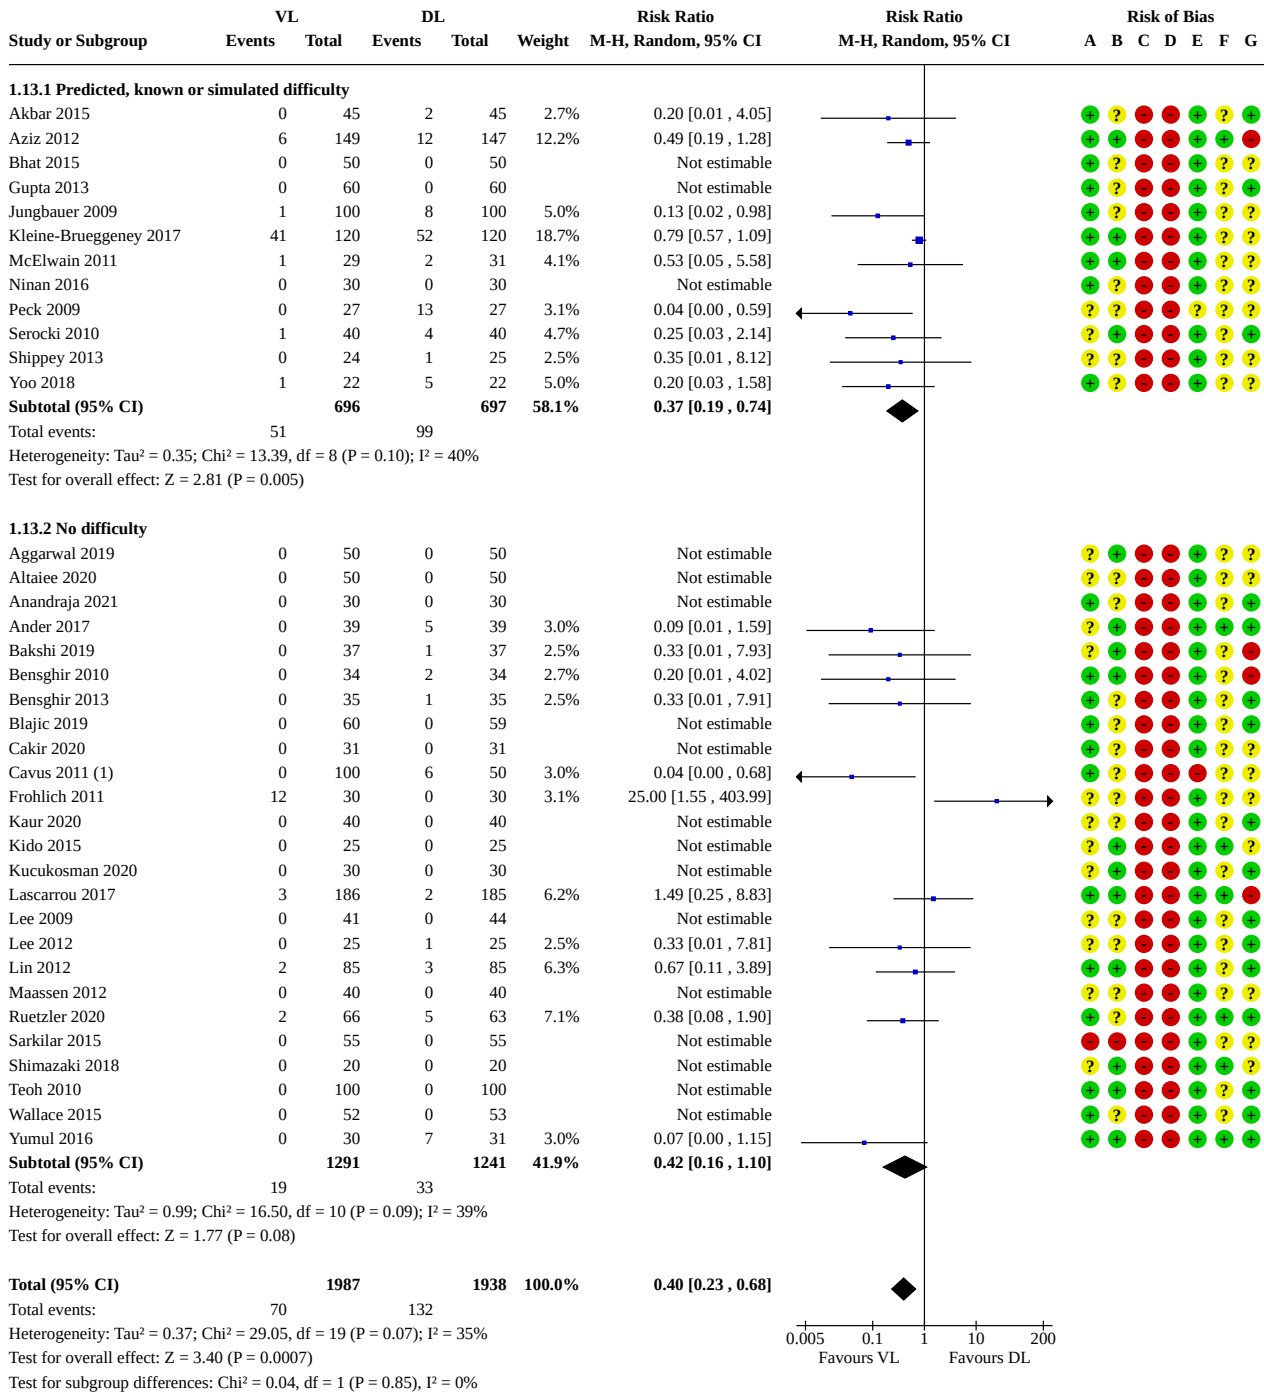 VL DL Risk Ratio Risk Ratio Risk of Bias
Study or Subgroup Events Total Events Total Weight M-H, Random, 95% CI M-H, Random, 95% CI A B C D E F G
1.13.1 Predicted, known or simulated difficulty
Akbar 2015 0 45 2 45 2.7% 0.20 [0.01 , 4.05] + ? - - + ? +
Aziz 2012 6 149 12 147 12.2% 0.49 [0.19 , 1.28] + + - - + + -
Bhat 2015 0 50 0 50 Not estimable + ? - - + ? ?
Gupta 2013 0 60 0 60 Not estimable + ? - - + ? +
Jungbauer 2009 1 100 8 100 5.0% 0.13 [0.02 , 0.98] + ? - - + ? ?
Kleine-Brueggeney 2017 41 120 52 120 18.7% 0.79 [0.57 , 1.09] + + - - + ? ?
McElwain 2011 1 29 2 31 4.1% 0.53 [0.05 , 5.58] + + - - + ? ?
Ninan 2016 0 30 0 30 Not estimable + ? - - + ? ?
Peck 2009 0 27 13 27 3.1% 0.04 [0.00 , 0.59] ? ? - - ? ? ?
Serocki 2010 1 40 4 40 4.7% 0.25 [0.03 , 2.14] ? + - - + ? +
Shippey 2013 0 24 1 25 2.5% 0.35 [0.01 , 8.12] ? ? - - + ? ?
Yoo 2018 1 22 5 22 5.0% 0.20 [0.03 , 1.58] + ? - - + ? ?
Subtotal (95% CI) 696 697 58.1% 0.37 [0.19 , 0.74]
Total events: 51 99
Heterogeneity: Tau² = 0.35; Chi² = 13.39, df = 8 (P = 0.10); I² = 40%
Test for overall effect: Z = 2.81 (P = 0.005)
1.13.2 No difficulty
Aggarwal 2019 0 50 0 50 Not estimable ? + - - + ? ?
Altaiee 2020 0 50 0 50 Not estimable ? ? - - + ? ?
Anandraja 2021 0 30 0 30 Not estimable + ? - - + ? +
Ander 2017 0 39 5 39 3.0% 0.09 [0.01 , 1.59] ? + - - + + +
Bakshi 2019 0 37 1 37 2.5% 0.33 [0.01 , 7.93] ? + - - + ? -
Bensghir 2010 0 34 2 34 2.7% 0.20 [0.01 , 4.02] + + - - + ? -
Bensghir 2013 0 35 1 35 2.5% 0.33 [0.01 , 7.91] + ? - - + ? +
Blajic 2019 0 60 0 59 Not estimable + ? - - + ? +
Cakir 2020 0 31 0 31 Not estimable + ? - - + ? ?
Cavus 2011 (1) 0 100 6 50 3.0% 0.04 [0.00 , 0.68] + ? - - - ? ?
Frohlich 2011 12 30 0 30 3.1% 25.00 [1.55 , 403.99] ? ? - - + ? ?
Kaur 2020 0 40 0 40 Not estimable ? ? - - + ? +
Kido 2015 0 25 0 25 Not estimable ? + - - + + ?
Kucukosman 2020 0 30 0 30 Not estimable ? + - - + ? +
Lascarrou 2017 3 186 2 185 6.2% 1.49 [0.25 , 8.83] + + - - + + -
Lee 2009 0 41 0 44 Not estimable ? ? - - + ? +
Lee 2012 0 25 1 25 2.5% 0.33 [0.01 , 7.81] ? ? - - + ? +
Lin 2012 2 85 3 85 6.3% 0.67 [0.11 , 3.89] + + - - + ? +
Maassen 2012 0 40 0 40 Not estimable ? ? - - + ? ?
Ruetzler 2020 2 66 5 63 7.1% 0.38 [0.08 , 1.90] + ? - - + + +
Sarkilar 2015 0 55 0 55 Not estimable - - - - + ? ?
Shimazaki 2018 0 20 0 20 Not estimable ? + - - + + ?
Teoh 2010 0 100 0 100 Not estimable + + - - + ? +
Wallace 2015 0 52 0 53 Not estimable + ? - - + ? +
Yumul 2016 0 30 7 31 3.0% 0.07 [0.00 , 1.15] + + - - + + +
Subtotal (95% CI) 1291 1241 41.9% 0.42 [0.16 , 1.10]
Total events: 19 33
Heterogeneity: Tau² = 0.99; Chi² = 16.50, df = 10 (P = 0.09); I² = 39%
Test for overall effect: Z = 1.77 (P = 0.08)
Total (95% CI) 1987 1938 100.0% 0.40 [0.23 , 0.68]
Total events: 70 132
Heterogeneity: Tau² = 0.37; Chi² = 29.05, df = 19 (P = 0.07); I² = 35%
0.005 0.1 1 10 200
Test for overall effect: Z = 3.40 (P = 0.0007)
Favours VL Favours DL
Test for subgroup differences: Chi² = 0.04, df = 1 (P = 0.85), I² = 0%